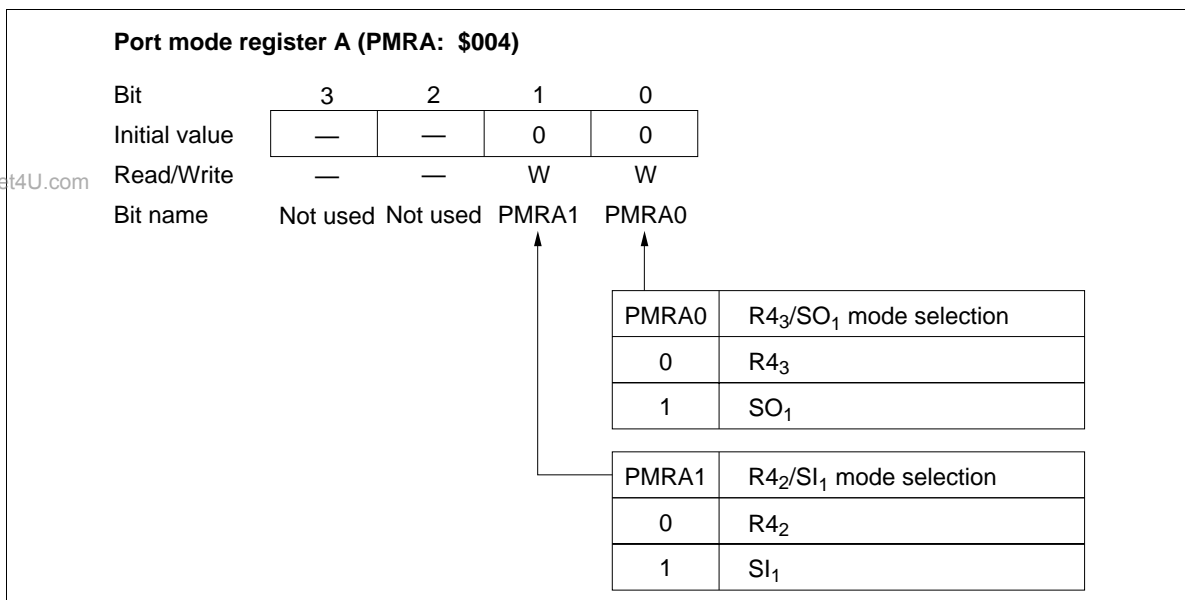 Port mode register A (PMRA: $004)
Bit 3 2 1 0
Initial value — — 0 0
et4U.com
Read/Write — — W W
Bit name Not used Not used PMRA1 PMRA0
PMRA0 R4₃/SO₁ mode selection
0 R4₃
1 SO₁
PMRA1 R4₂/SI₁ mode selection
0 R4₂
1 SI₁